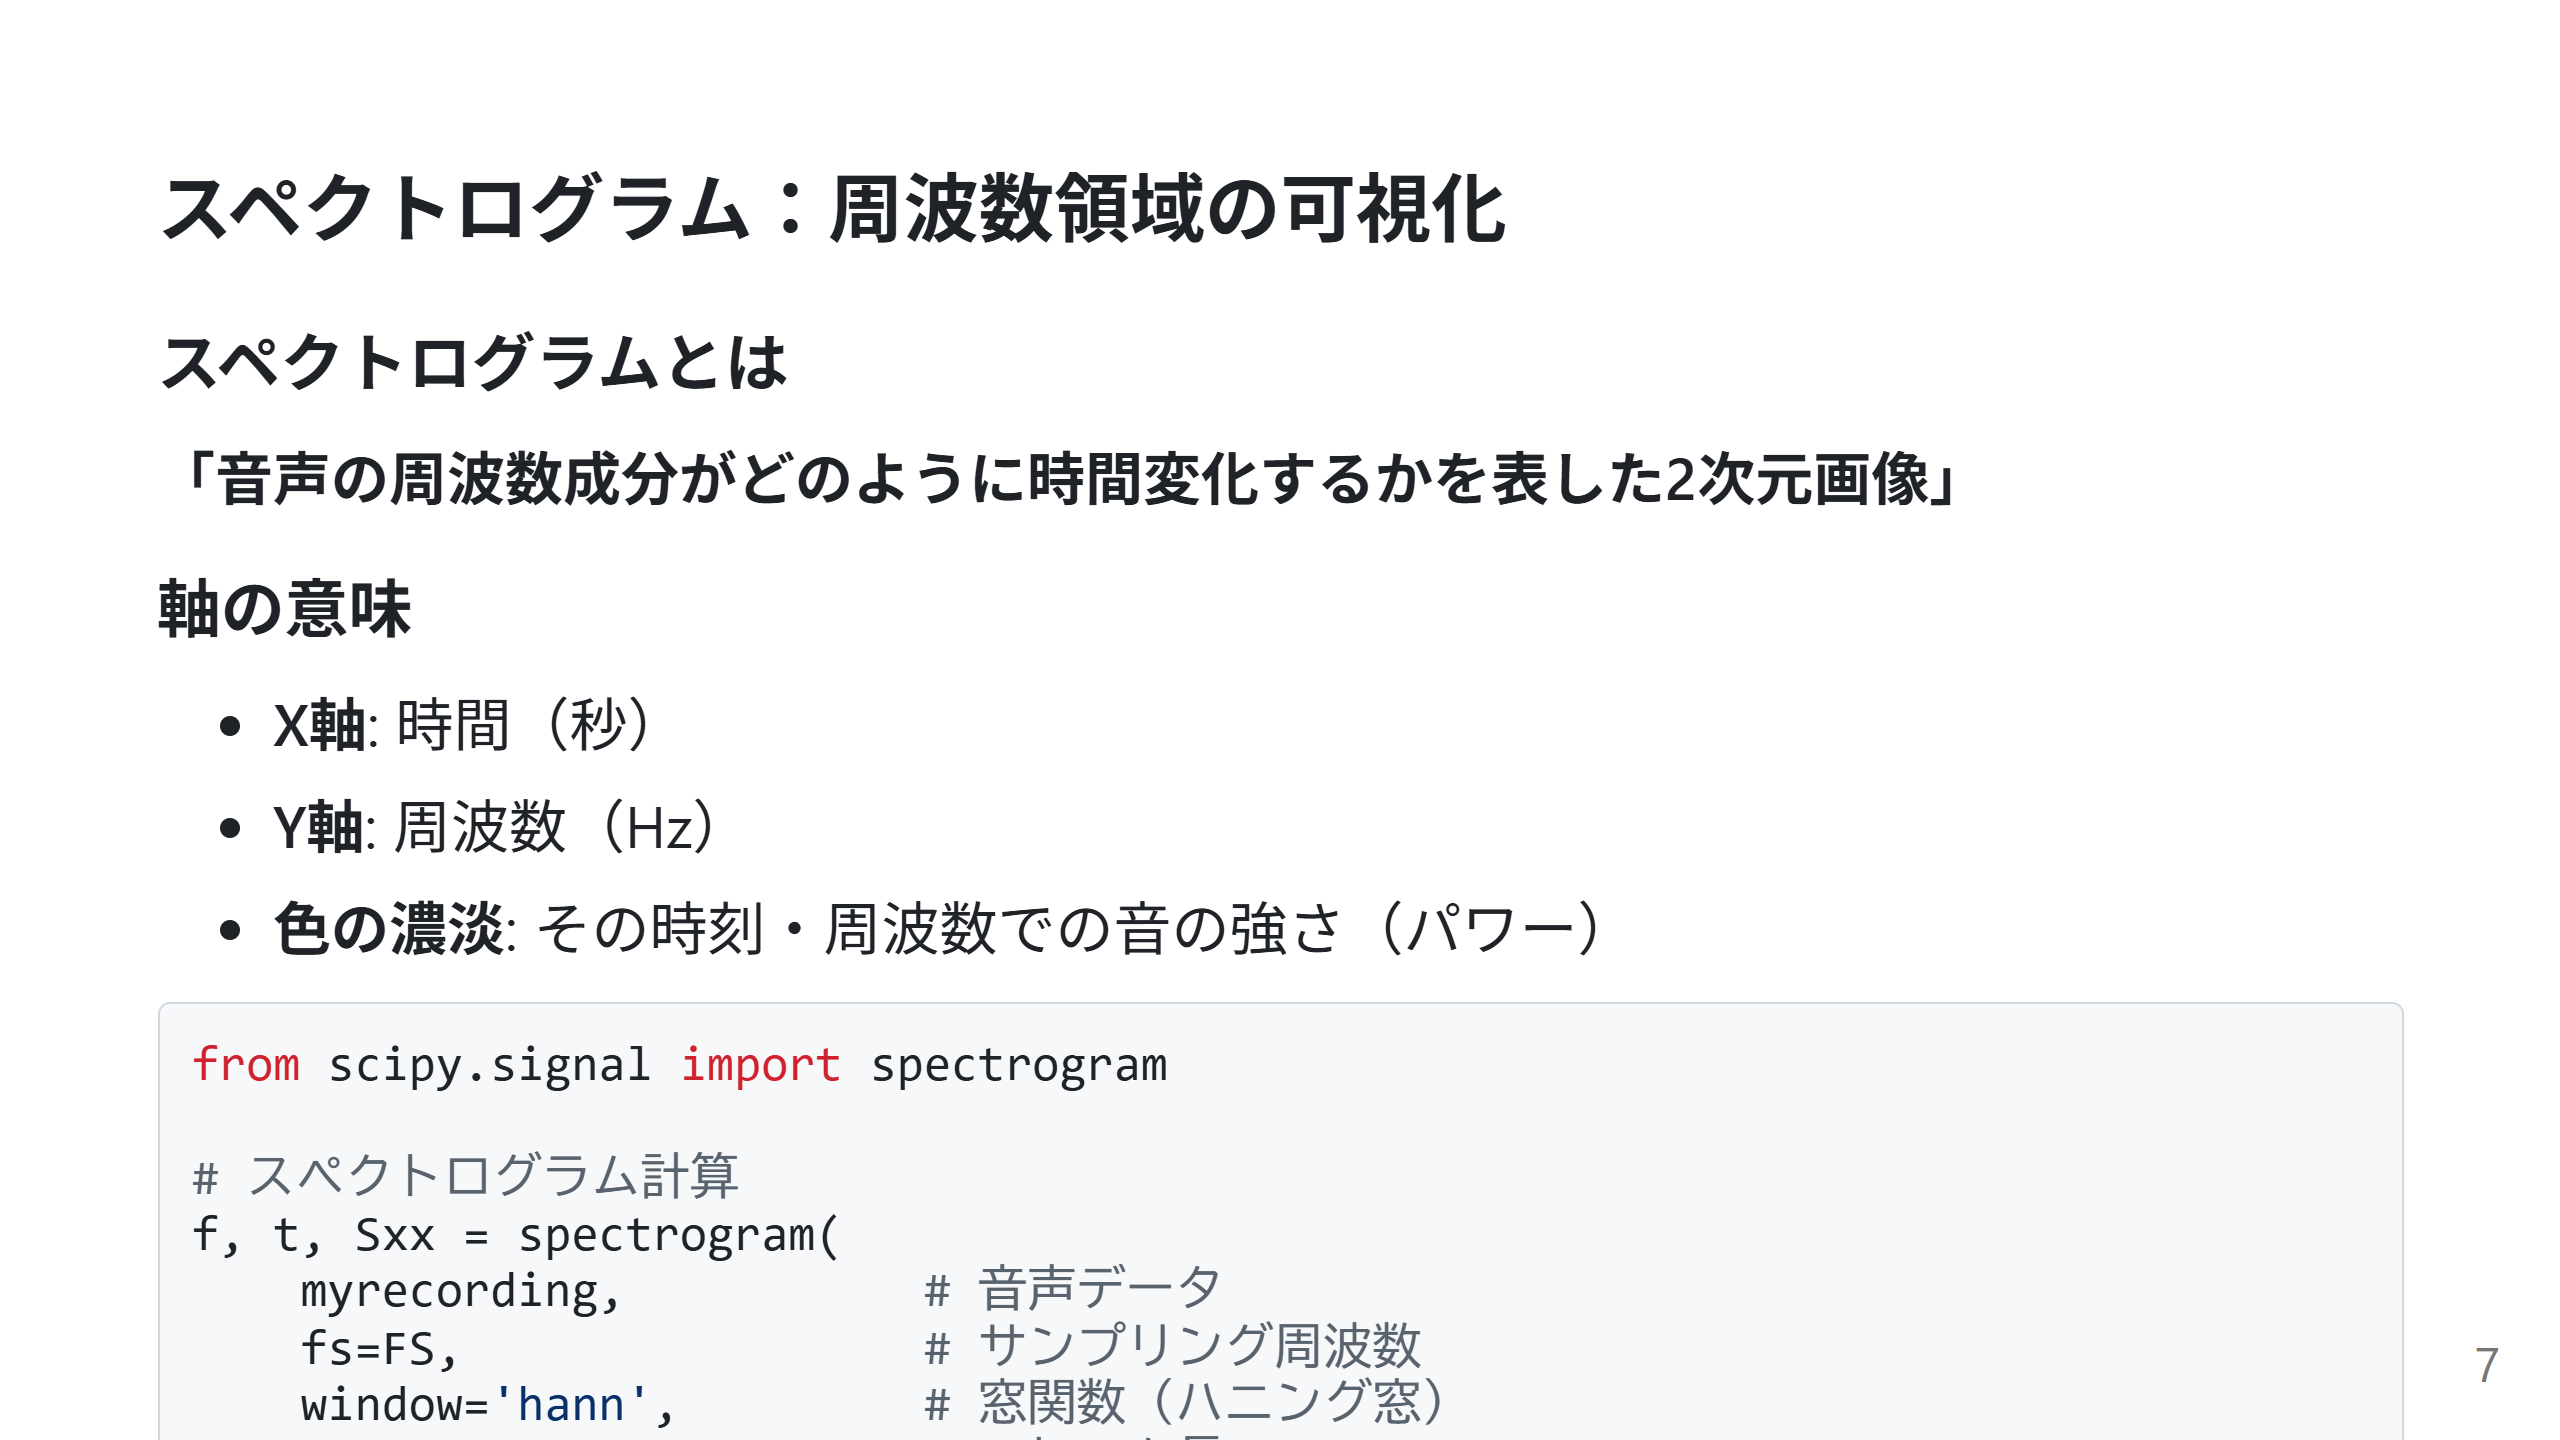 スペクトログラム：周波数領域の可視化
スペクトログラムとは
「音声の周波数成分がどのように時間変化するかを表した2次元画像」
軸の意味
• X軸: 時間（秒）
• Y軸: 周波数（Hz）
• 色の濃淡: その時刻・周波数での音の強さ（パワー）
from scipy.signal import spectrogram
# スペクトログラム計算
f, t, Sxx = spectrogram(
    myrecording,           # 音声データ
    fs=FS,                 # サンプリング周波数
    window='hann',         # 窓関数（ハニング窓）
7